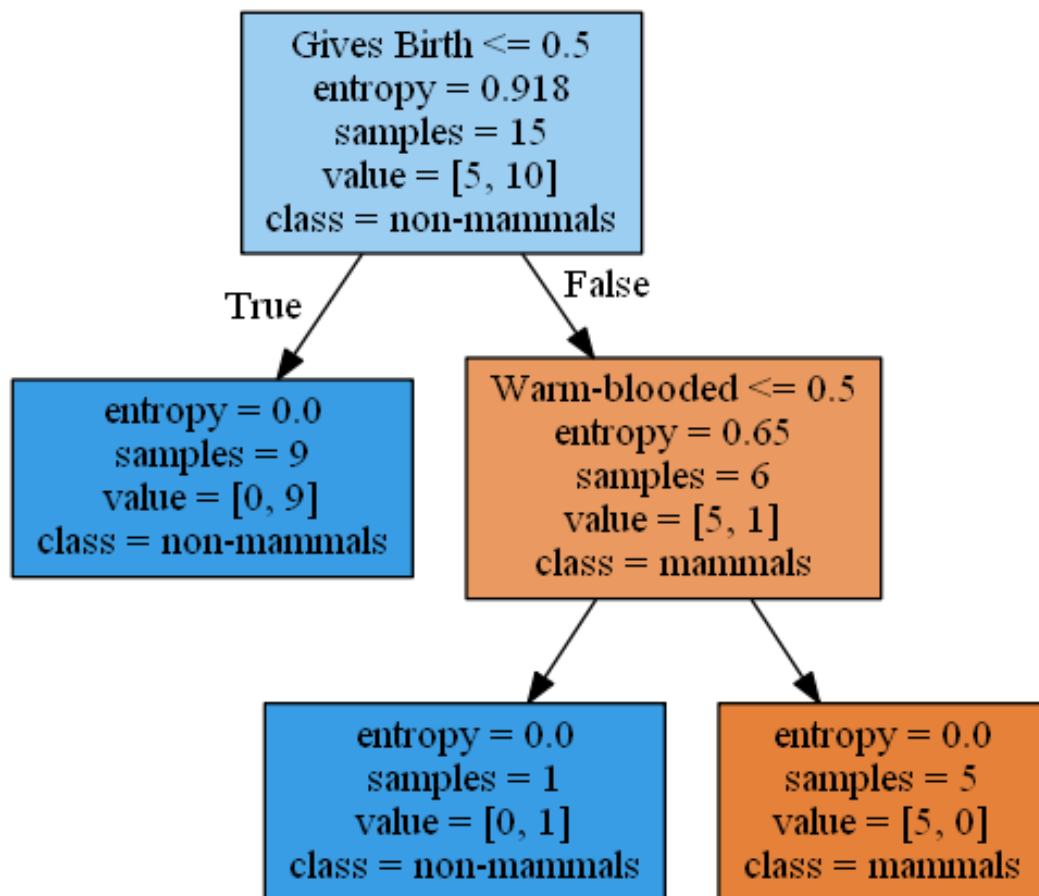 Gives Birth <= 0.5
entropy = 0.918
samples = 15
value = [5, 10]
class = non-mammals
True
False
entropy = 0.0
samples = 9
value = [0, 9]
class = non-mammals
Warm-blooded <= 0.5
entropy = 0.65
samples = 6
value = [5, 1]
class = mammals
entropy = 0.0
samples = 1
value = [0, 1]
class = non-mammals
entropy = 0.0
samples = 5
value = [5, 0]
class = mammals